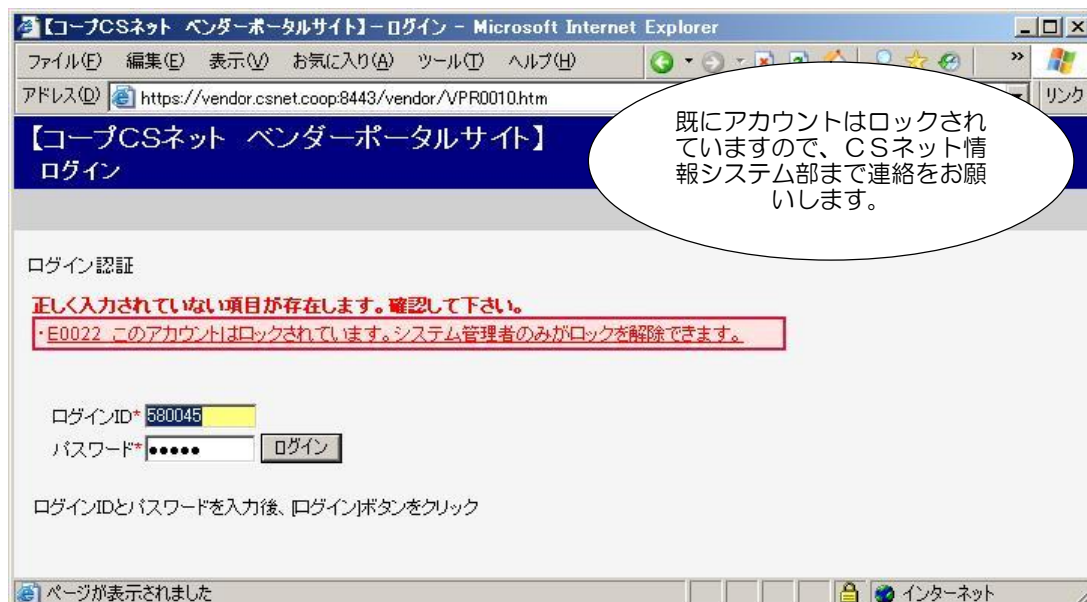 【コープCSネット ベンダーポータルサイト】－ログイン - Microsoft Internet Explorer
ファイル(F) 編集(E) 表示(V) お気に入り(A) ツール(T) ヘルプ(H) »
アドレス(D) https://vendor.csnet.coop:8443/vendor/VPR0010.htm リンク
既にアカウントはロックされ
ていますので、ＣＳネット情
報システム部まで連絡をお願
いします。
【コープCSネット ベンダーポータルサイト】
ログイン
ログイン認証
正しく入力されていない項目が存在します。確認して下さい。
・E0022 このアカウントはロックされています。システム管理者のみがロックを解除できます。
ログインID* 580045
パスワード* ●●●●● ログイン
ログインIDとパスワードを入力後、[ログイン]ボタンをクリック
ページが表示されました インターネット